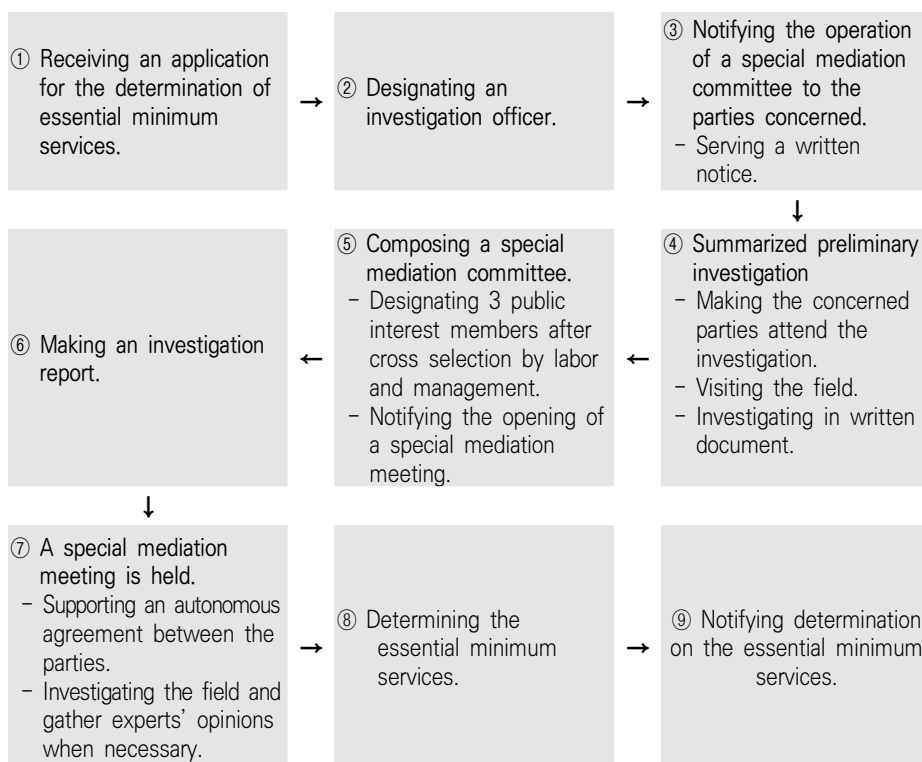 ① Receiving an application
for the determination of
essential minimum
services.
→
② Designating an
investigation officer.
→
③ Notifying the operation
of a special mediation
committee to the
parties concerned.
- Serving a written
notice.
↓
④ Summarized preliminary
investigation
- Making the concerned
parties attend the
investigation.
- Visiting the field.
- Investigating in written
document.
←
⑤ Composing a special
mediation committee.
- Designating 3 public
interest members after
cross selection by labor
and management.
- Notifying the opening of
a special mediation
meeting.
←
⑥ Making an investigation
report.
↓
⑦ A special mediation
meeting is held.
- Supporting an autonomous
agreement between the
parties.
- Investigating the field and
gather experts’ opinions
when necessary.
→
⑧ Determining the
essential minimum
services.
→
⑨ Notifying determination
on the essential minimum
services.